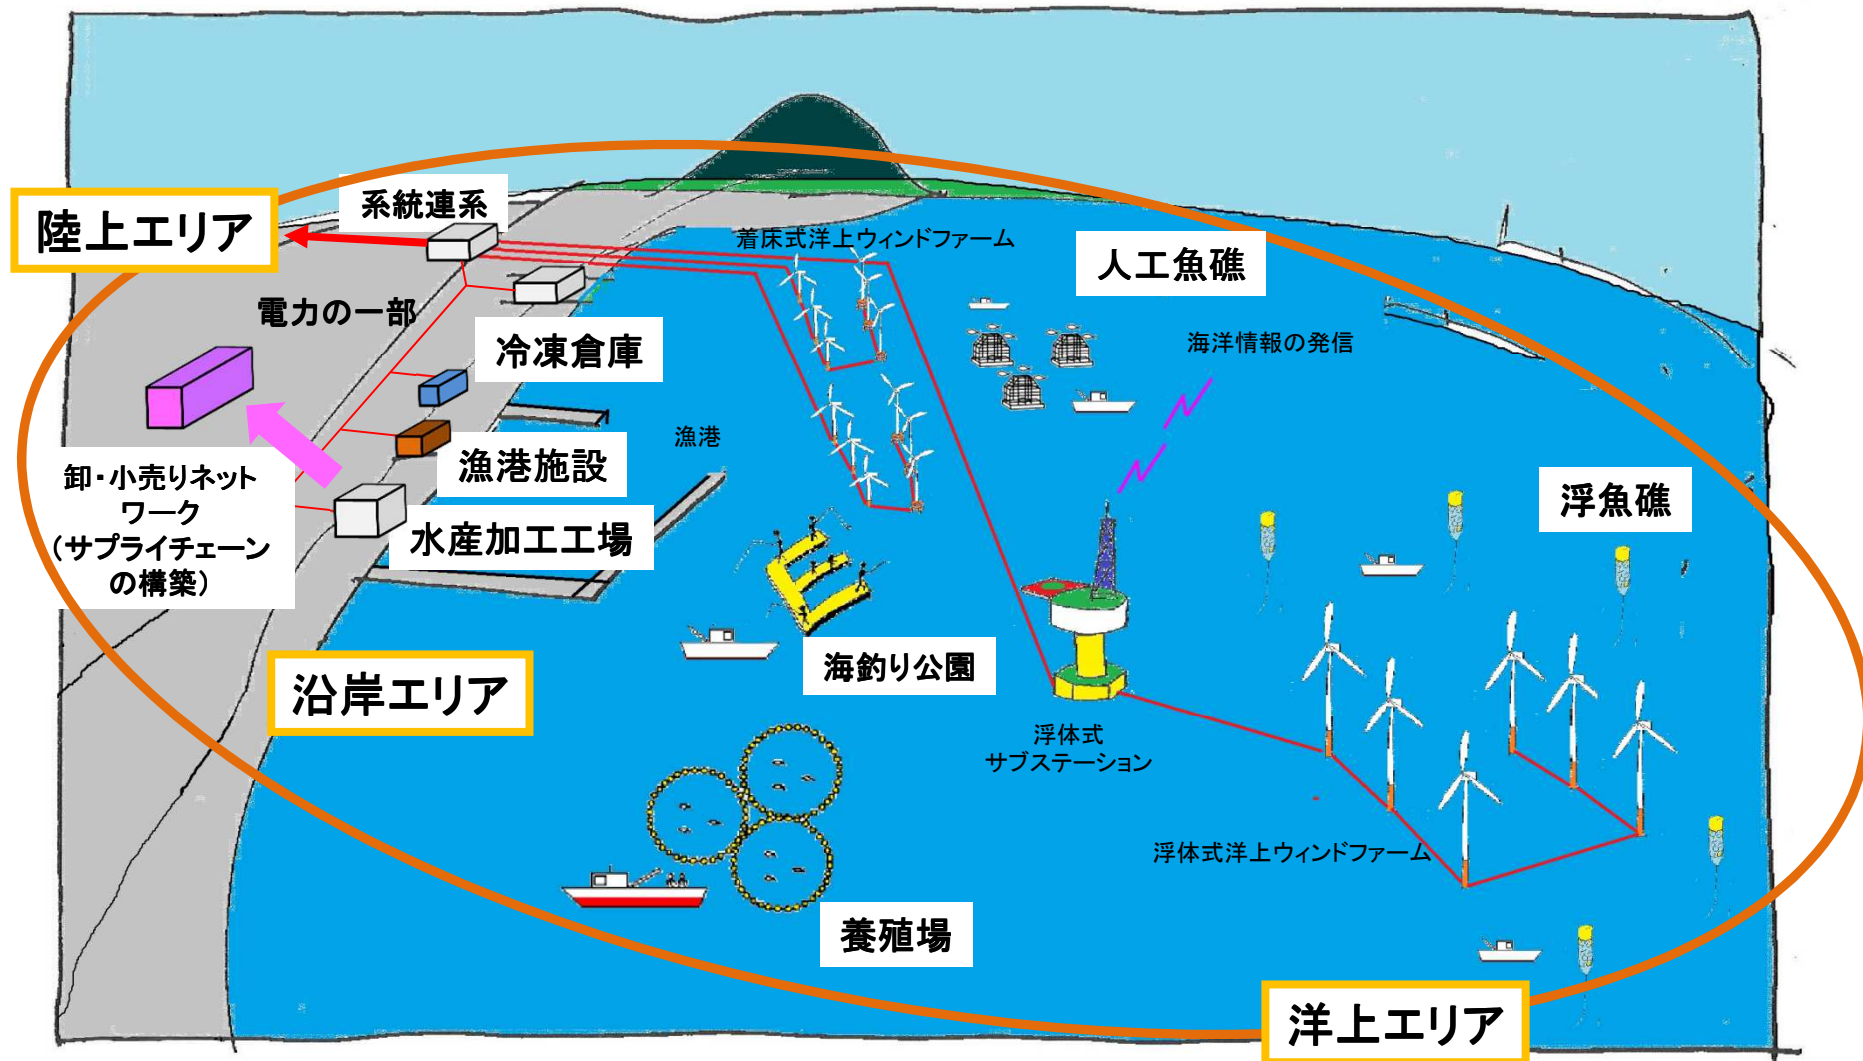 系統連系
陸上エリア
着床式洋上ウィンドファーム
人工魚礁
電力の一部
冷凍倉庫
海洋情報の発信
漁港
漁港施設
卸・小売りネット
ワーク
（サプライチェーン
の構築）
浮魚礁
水産加工工場
海釣り公園
沿岸エリア
浮体式
サブステーション
浮体式洋上ウィンドファーム
養殖場
洋上エリア